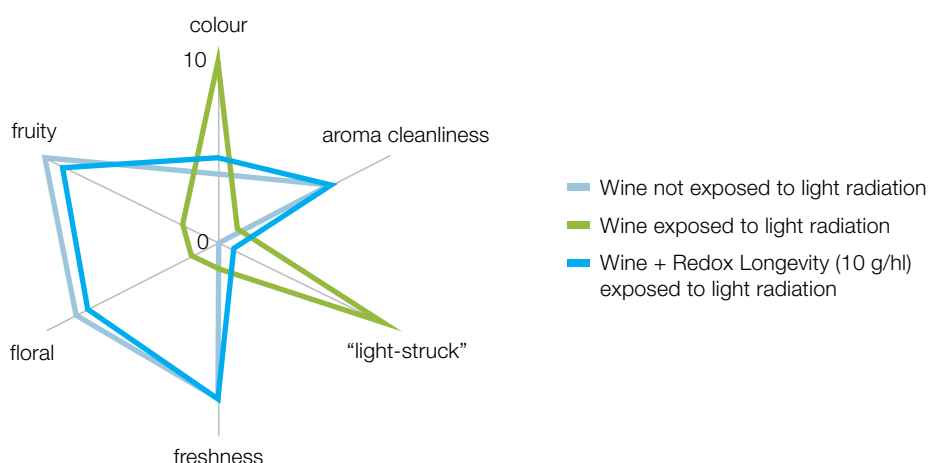 colour
10
fruity
aroma cleanliness
0
floral
"light-struck"
freshness
Wine not exposed to light radiation
Wine exposed to light radiation
Wine + Redox Longevity (10 g/hl)
exposed to light radiation